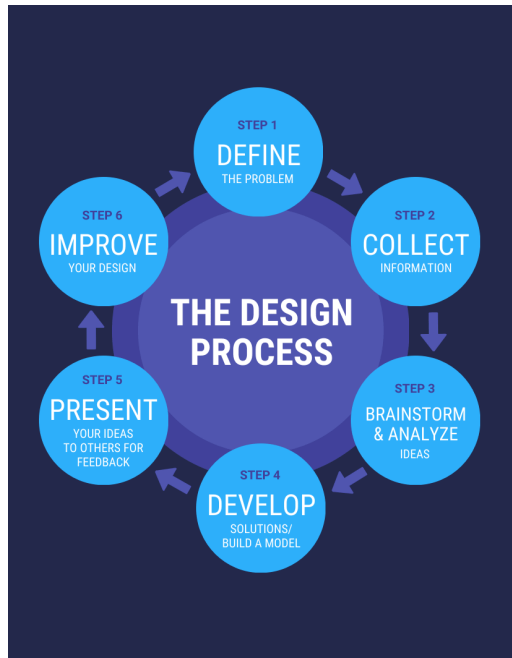 STEP 1
DEFINE
THE PROBLEM
STEP 2
COLLECT
INFORMATION
STEP 3
BRAINSTORM
& ANALYZE
IDEAS
STEP 4
DEVELOP
SOLUTIONS/
BUILD A MODEL
STEP 5
PRESENT
YOUR IDEAS
TO OTHERS FOR
FEEDBACK
STEP 6
IMPROVE
YOUR DESIGN
THE DESIGN
PROCESS